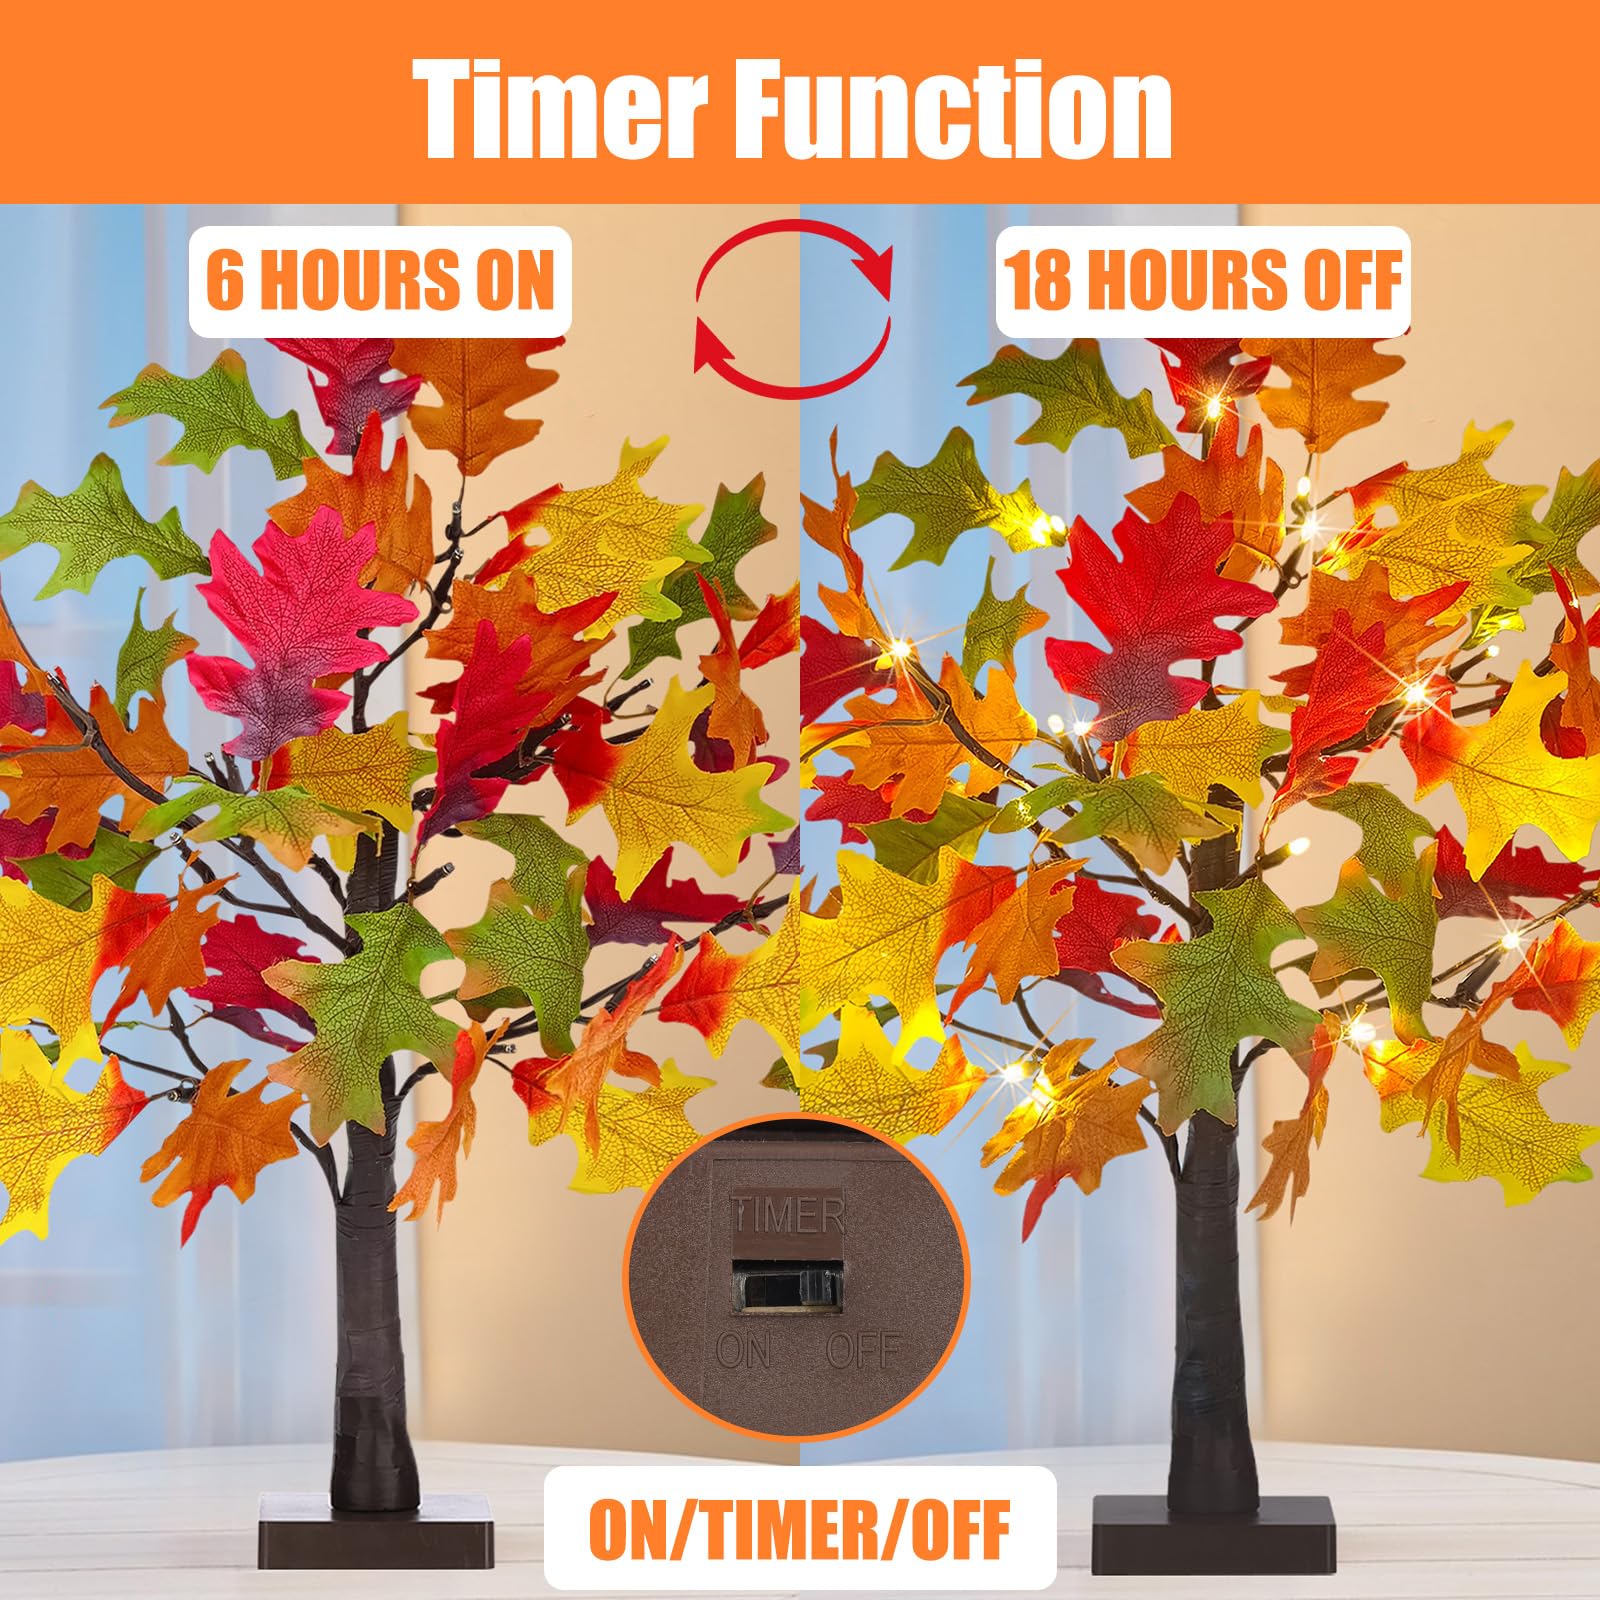 Timer Function
6 HOURS ON
18 HOURS OFF
TIMER
ON OFF
ON/TIMER/OFF